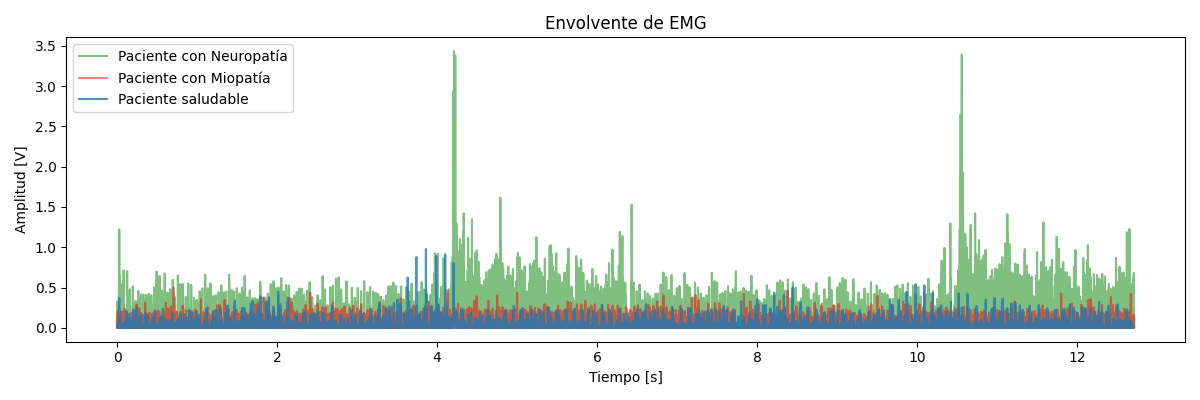 Envolvente de EMG
Paciente con Neuropatía
Paciente con Miopatía
Paciente saludable
Amplitud [V]
3.5
3.0
2.5
2.0
1.5
1.0
0.5
0.0
0 2 4 6 8 10 12
Tiempo [s]